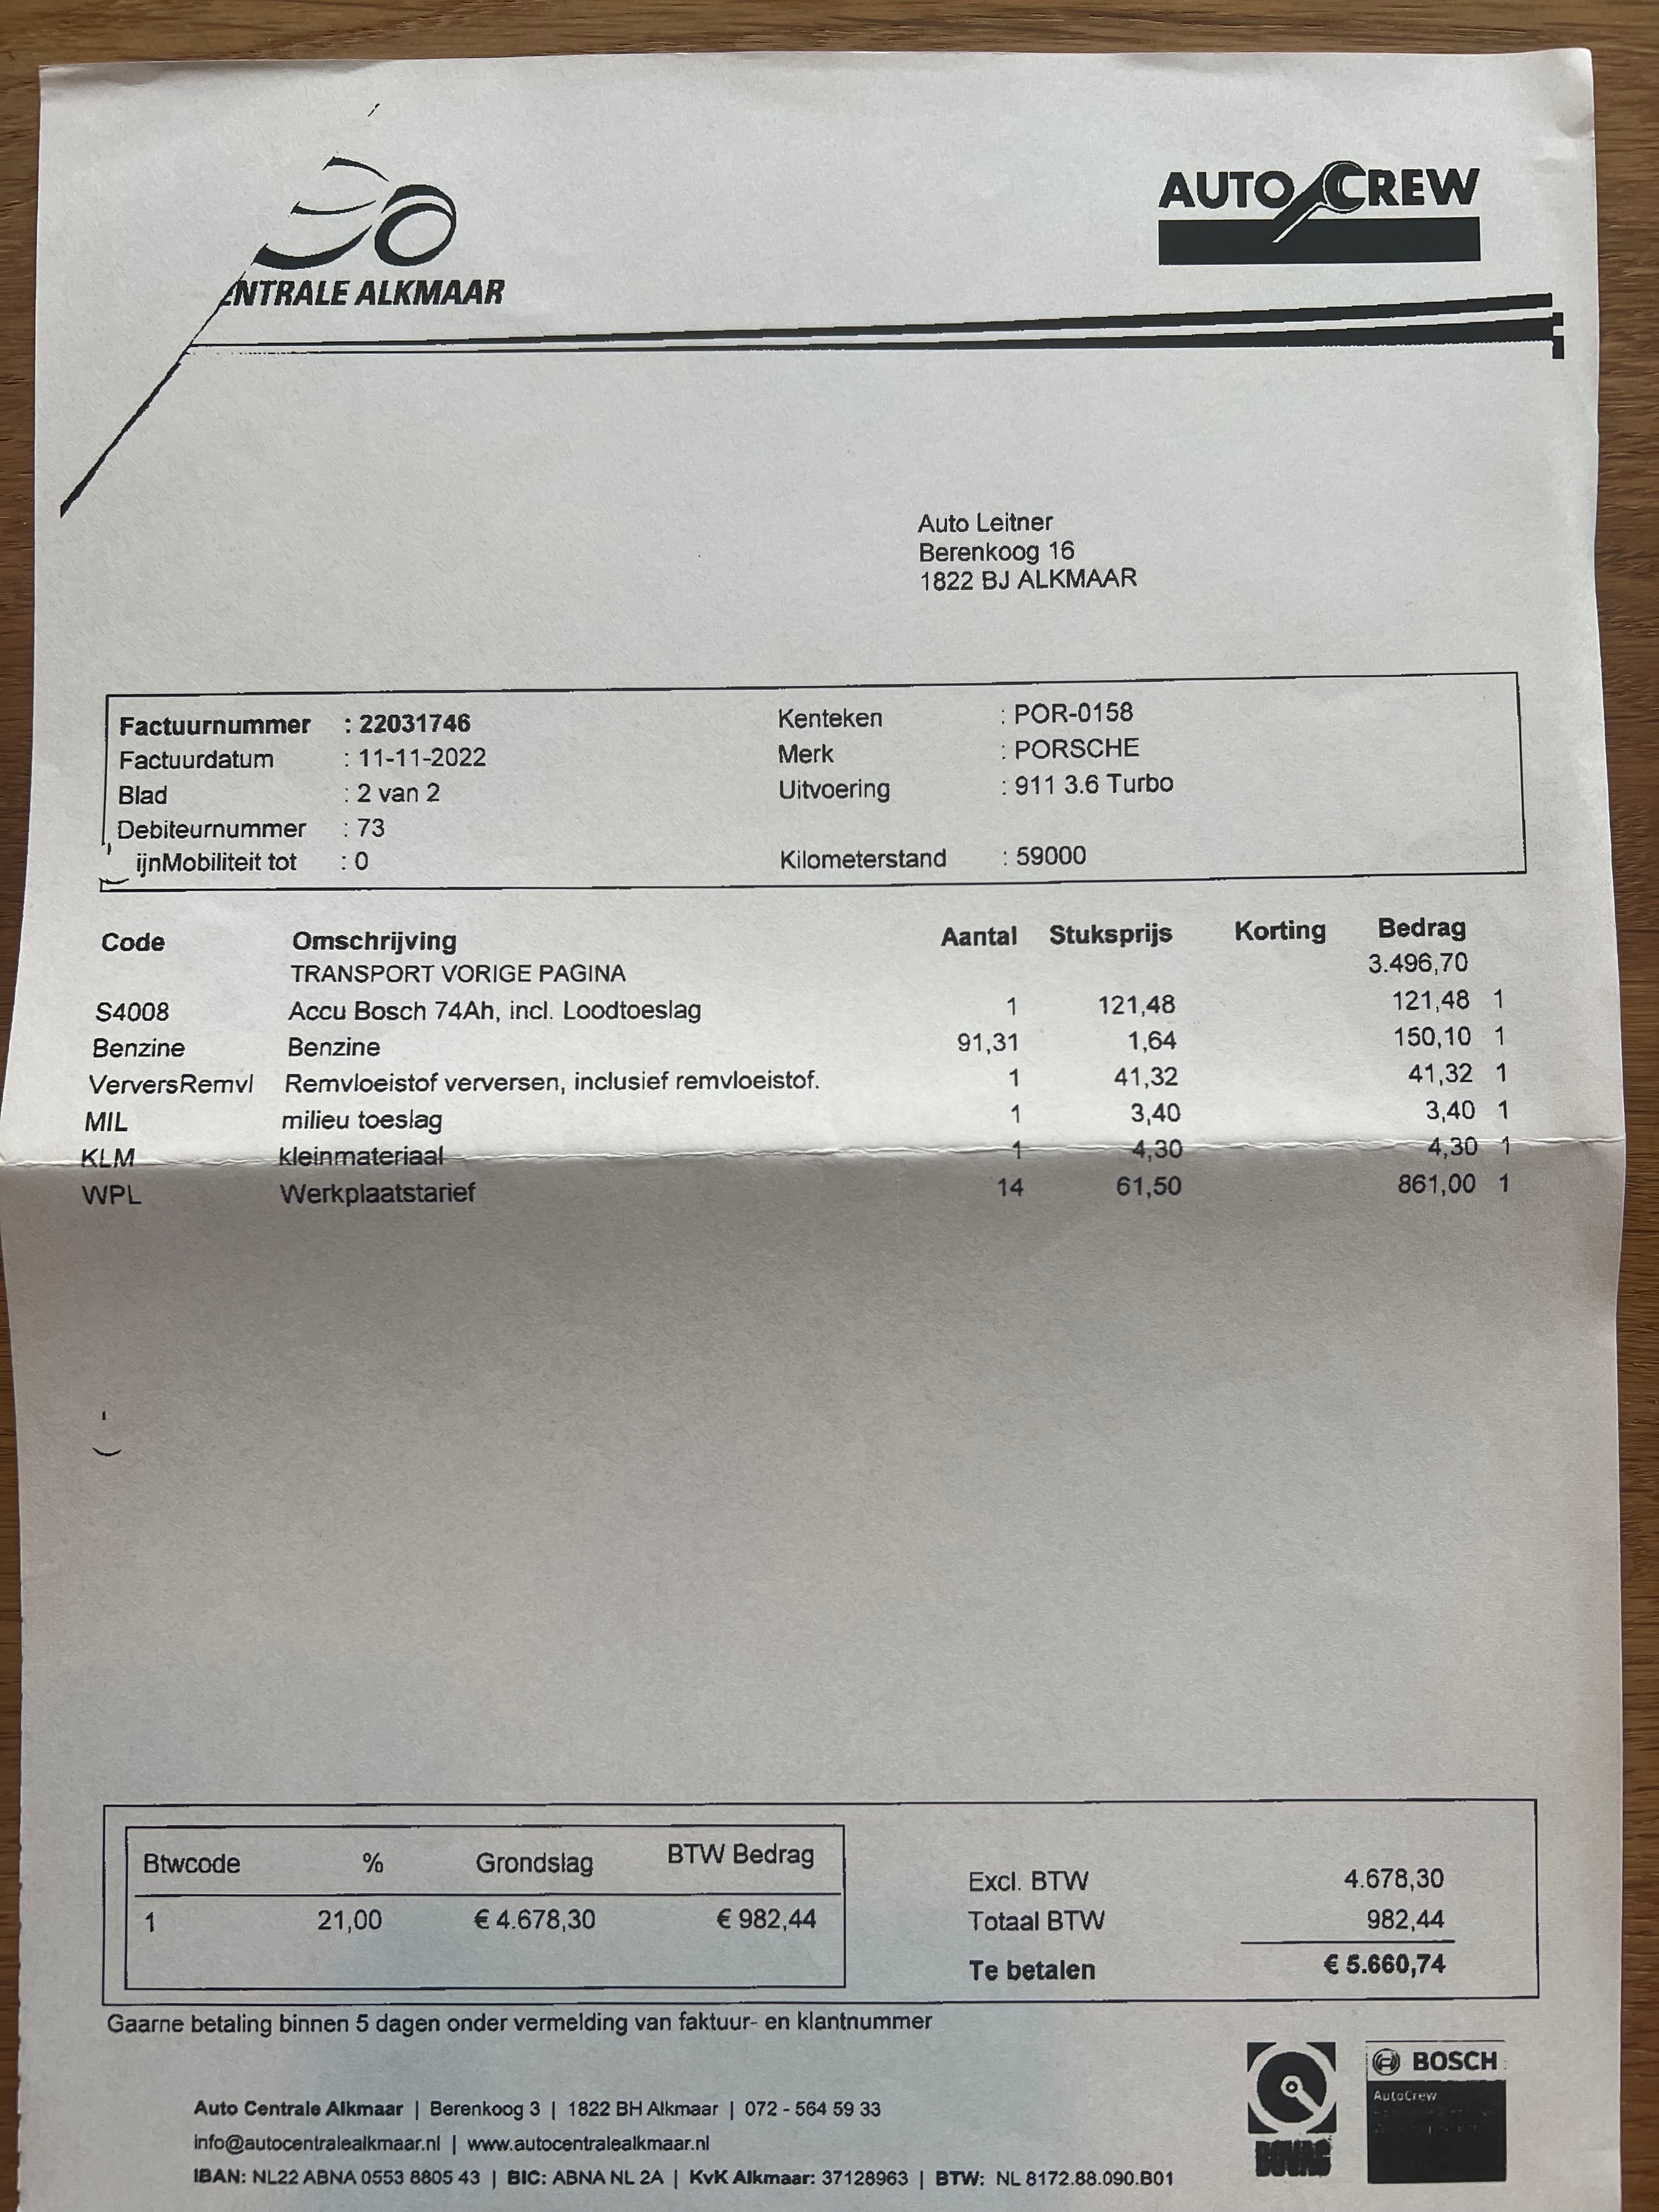 NTRALE ALKMAAR
AUTO CREW
Auto Leitner
Berenkoog 16
1822 BJ ALKMAAR
Factuurnummer : 22031746 Kenteken : POR-0158
Factuurdatum : 11-11-2022 Merk : PORSCHE
Blad : 2 van 2 Uitvoering : 911 3.6 Turbo
Debiteurnummer : 73
ijnMobiliteit tot : 0 Kilometerstand : 59000
Code Omschrijving Aantal Stuksprijs Korting Bedrag
TRANSPORT VORIGE PAGINA 3.496,70
S4008 Accu Bosch 74Ah, incl. Loodtoeslag 1 121,48 121,48 1
Benzine Benzine 91,31 1,64 150,10 1
VerversRemvl Remvloeistof verversen, inclusief remvloeistof. 1 41,32 41,32 1
MIL milieu toeslag 1 3,40 3,40 1
KLM kleinmateriaal 1 4,30 4,30 1
WPL Werkplaatstarief 14 61,50 861,00 1
Btwcode % Grondslag BTW Bedrag
1 21,00 € 4.678,30 € 982,44
Excl. BTW 4.678,30
Totaal BTW 982,44
Te betalen € 5.660,74
Gaarne betaling binnen 5 dagen onder vermelding van faktuur- en klantnummer
Auto Centrale Alkmaar | Berenkoog 3 | 1822 BH Alkmaar | 072 - 564 59 33
info@autocentralealkmaar.nl | www.autocentralealkmaar.nl
IBAN: NL22 ABNA 0553 8805 43 | BIC: ABNA NL 2A | KvK Alkmaar: 37128963 | BTW: NL 8172.88.090.B01
BOVAG
BOSCH
AutoCrew